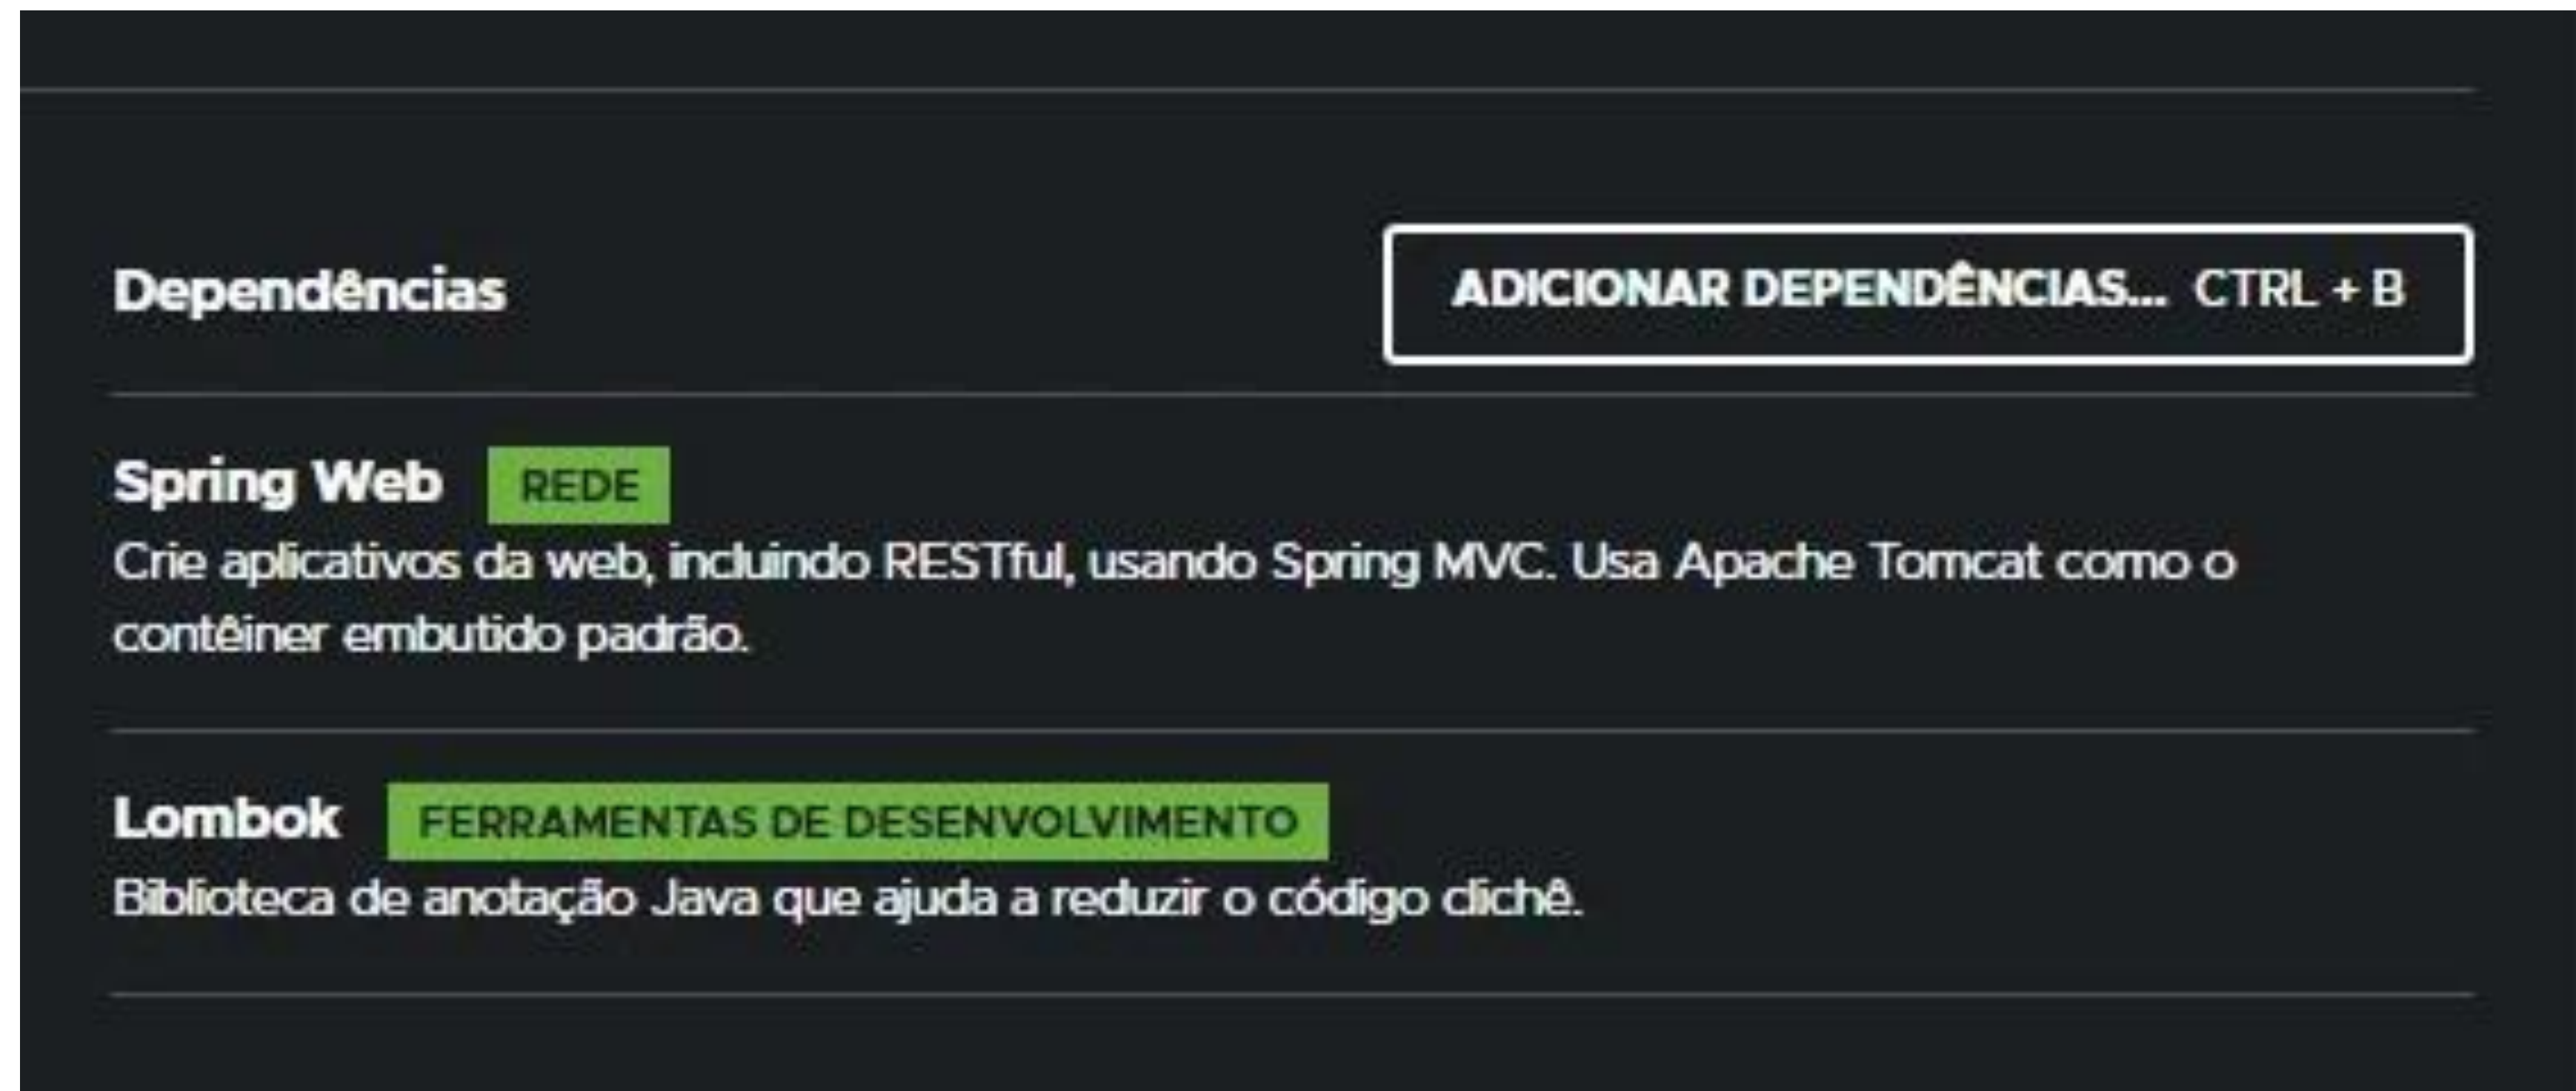 Dependências
ADICIONAR DEPENDÊNCIAS... CTRL + B
Spring Web REDE
Crie aplicativos da web, incluindo RESTful, usando Spring MVC. Usa Apache Tomcat como o
contêiner embutido padrão.
Lombok FERRAMENTAS DE DESENVOLVIMENTO
Biblioteca de anotação Java que ajuda a reduzir o código clichê.